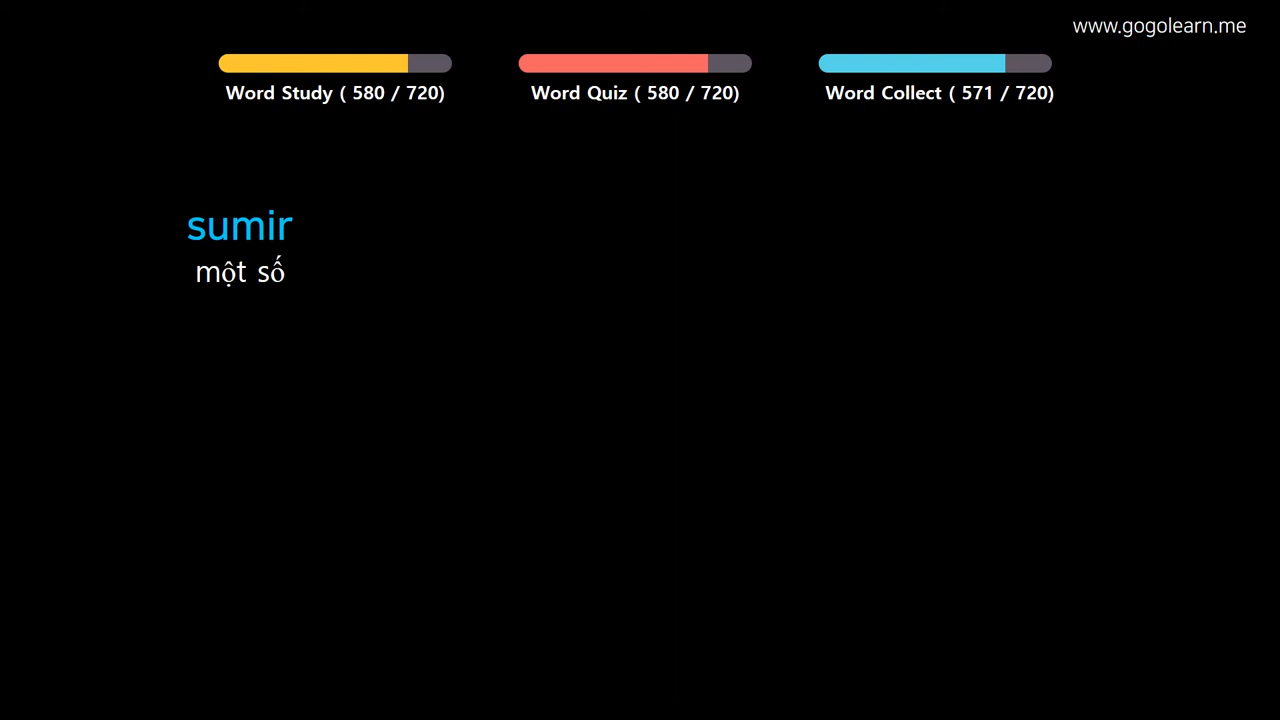 www.gogolearn.me
Word Study ( 580 / 720)
Word Quiz ( 580 / 720)
Word Collect ( 571 / 720)
sumir
một số